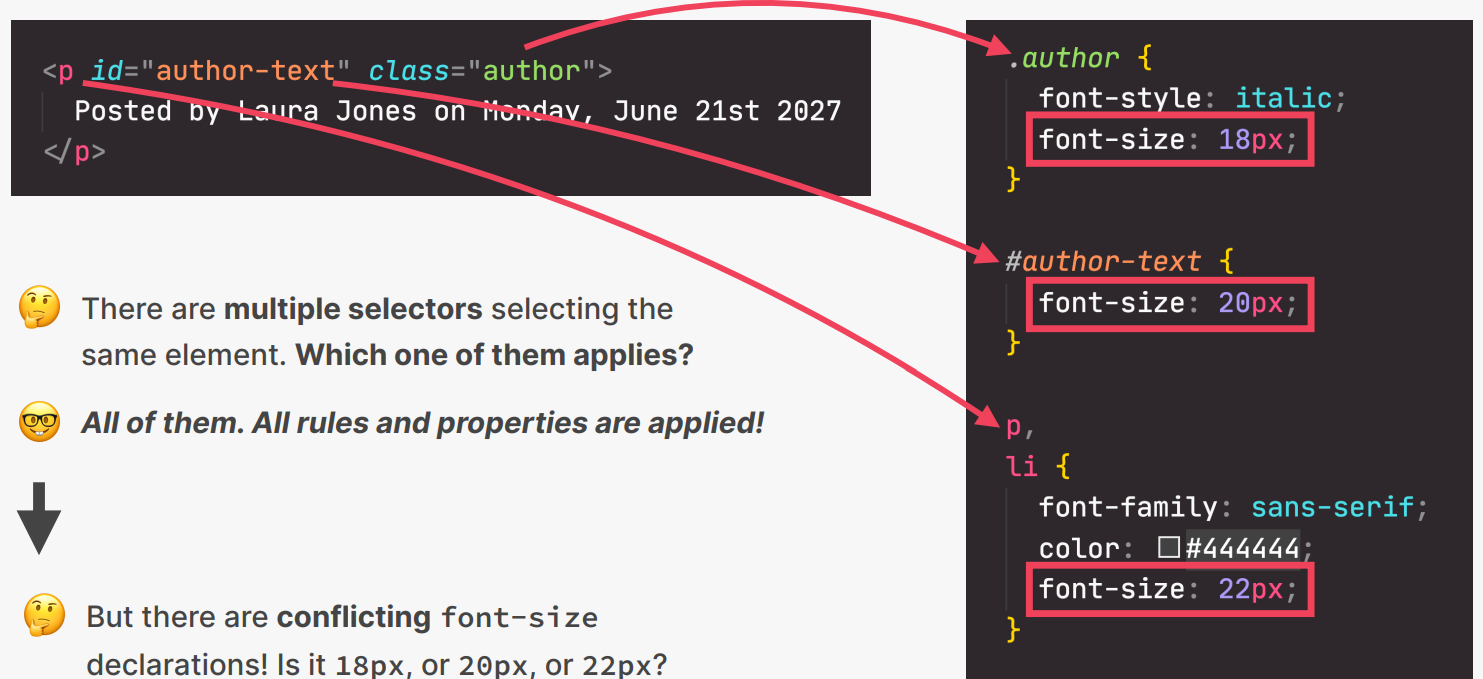 <p id="author-text" class="author">
Posted by Laura Jones on Monday, June 21st 2027
</p>
There are multiple selectors selecting the
same element. Which one of them applies?
All of them. All rules and properties are applied!
But there are conflicting font-size
declarations! Is it 18px, or 20px, or 22px?
.author {
font-style: italic;
font-size: 18px;
}
#author-text {
font-size: 20px;
}
p,
li {
font-family: sans-serif;
color: #444444;
font-size: 22px;
}